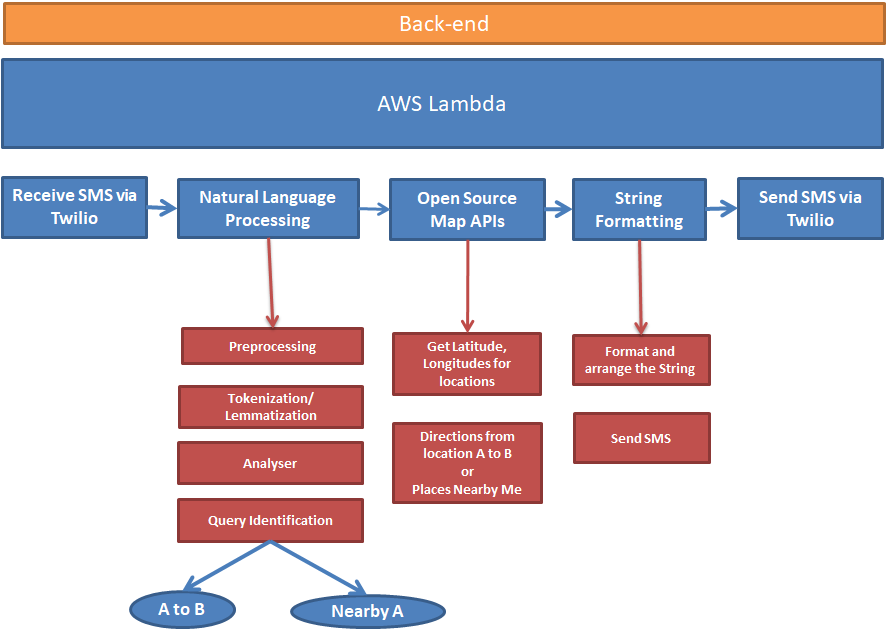 Back-end
AWS Lambda
Receive SMS via
Twilio
Natural Language
Processing
Open Source
Map APIs
String
Formatting
Send SMS via
Twilio
Preprocessing
Tokenization/
Lemmatization
Analyser
Query Identification
A to B
Nearby A
Get Latitude,
Longitudes for
locations
Directions from
location A to B
or
Places Nearby Me
Format and
arrange the String
Send SMS